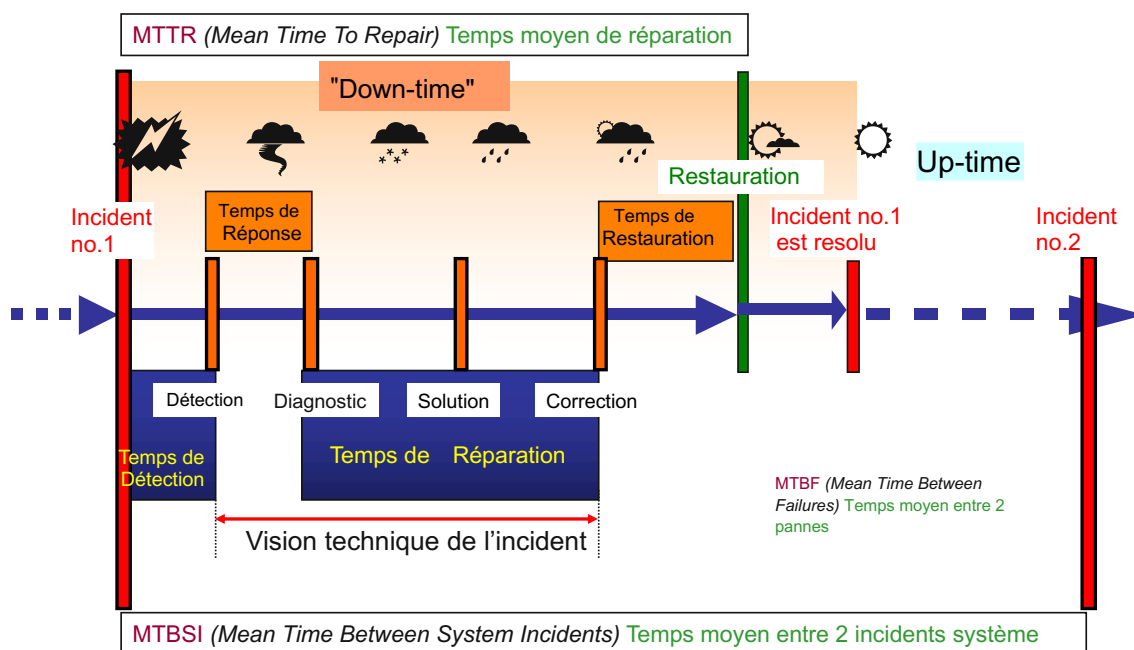 MTTR (Mean Time To Repair) Temps moyen de réparation
"Down-time"
Up-time
Restauration
Incident
no.1
Temps de
Réponse
Temps de
Restauration
Incident no.1
est resolu
Incident
no.2
Détection
Diagnostic
Solution
Correction
Temps de
Détection
Temps de Réparation
MTBF (Mean Time Between
Failures) Temps moyen entre 2
pannes
Vision technique de l’incident
MTBSI (Mean Time Between System Incidents) Temps moyen entre 2 incidents système